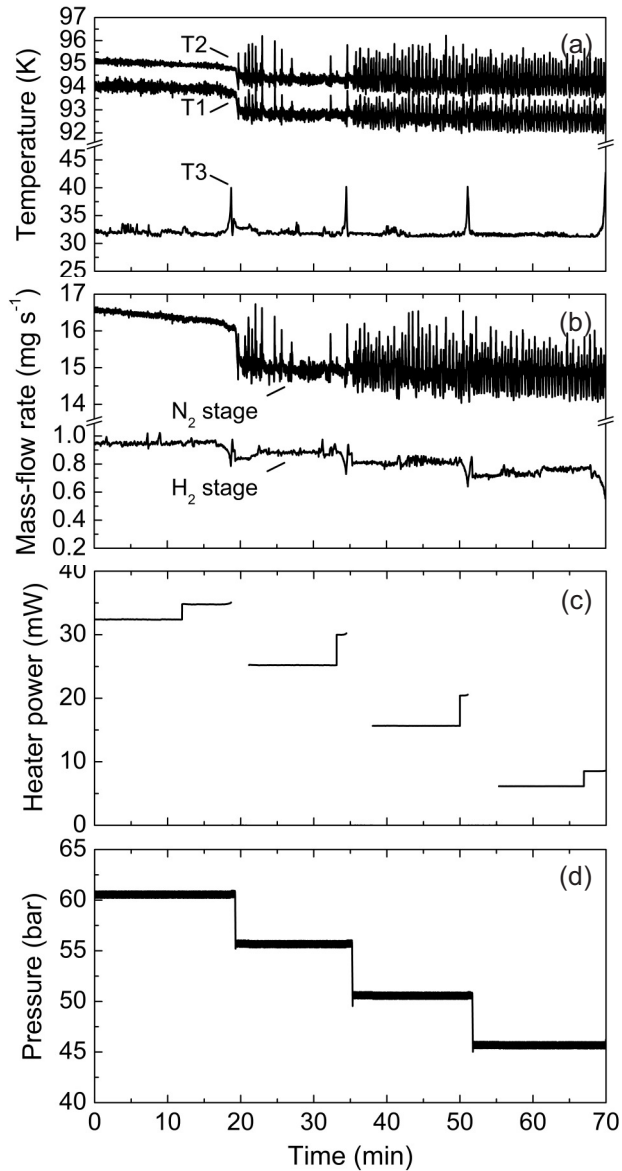 97
96
95
94
93
92
45
40
35
30
25
Temperature (K)
T2
T1
T3
(a)
17
16
15
14
1.0
0.8
0.6
0.4
0.2
Mass-flow rate (mg s⁻¹)
N₂ stage
H₂ stage
(b)
40
30
20
10
0
Heater power (mW)
(c)
65
60
55
50
45
40
Pressure (bar)
(d)
0 10 20 30 40 50 60 70
Time (min)